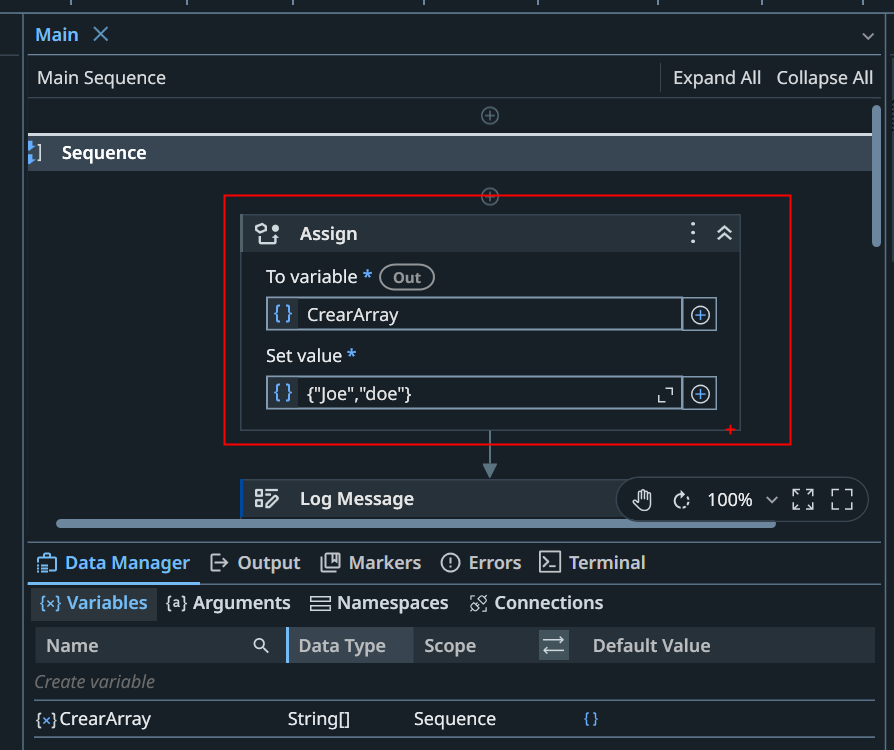 Main
Main Sequence Expand All Collapse All
Sequence
Assign
To variable * Out
{} CrearArray
Set value *
{} {"Joe","doe"}
Log Message
100%
Data Manager Output Markers Errors Terminal
{x} Variables {a} Arguments Namespaces Connections
Name Data Type Scope Default Value
Create variable
{x} CrearArray String[] Sequence {}